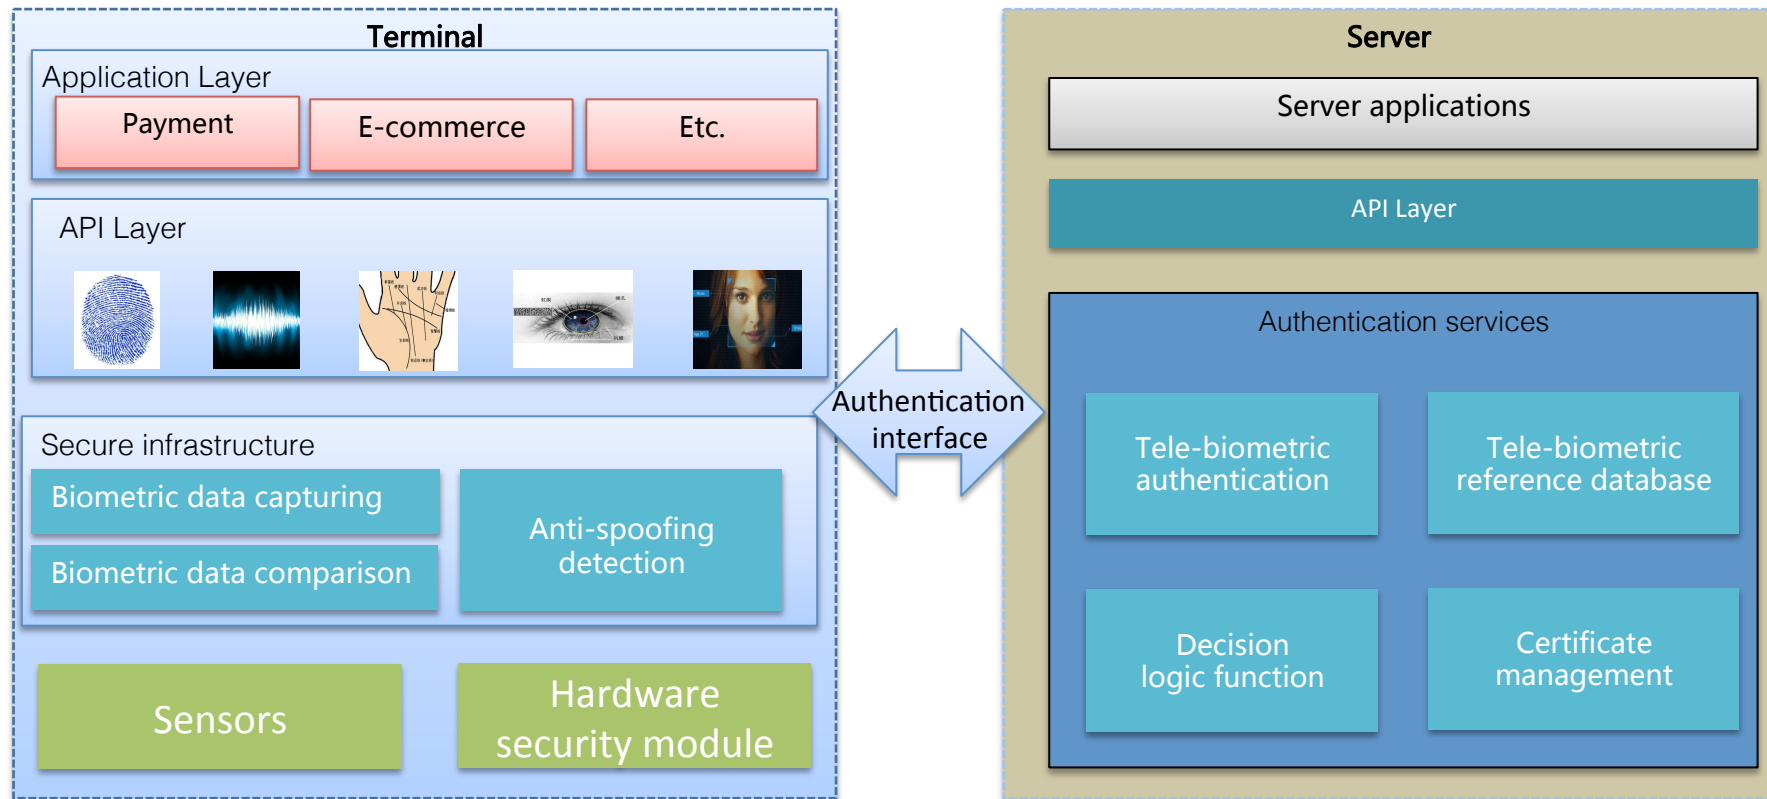 Terminal
Application Layer
Payment
E-commerce
Etc.
API Layer
Secure infrastructure
Biometric data capturing
Biometric data comparison
Anti-spoofing
detection
Sensors
Hardware
security module
Authentication
interface
Server
Server applications
API Layer
Authentication services
Tele-biometric
authentication
Tele-biometric
reference database
Decision
logic function
Certificate
management